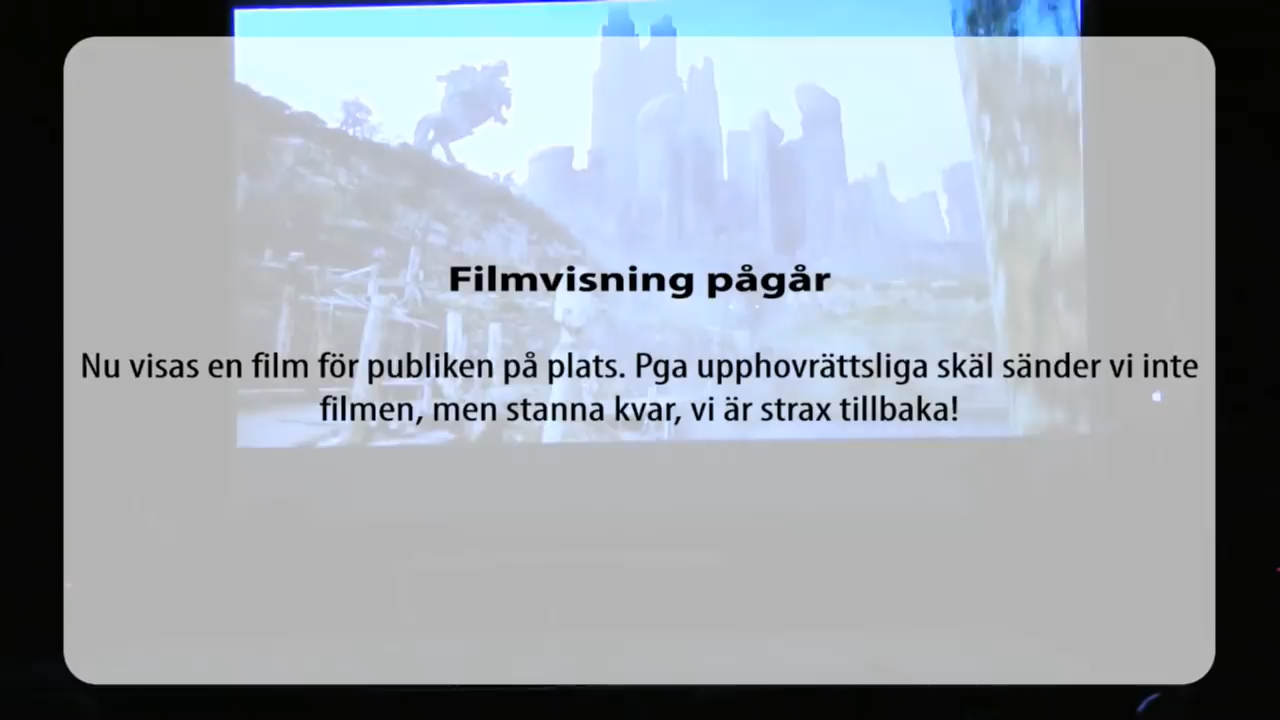 Filmvisning pågår
Nu visas en film för publiken på plats. Pga upphovrättsliga skäl sänder vi inte
filmen, men stanna kvar, vi är strax tillbaka!